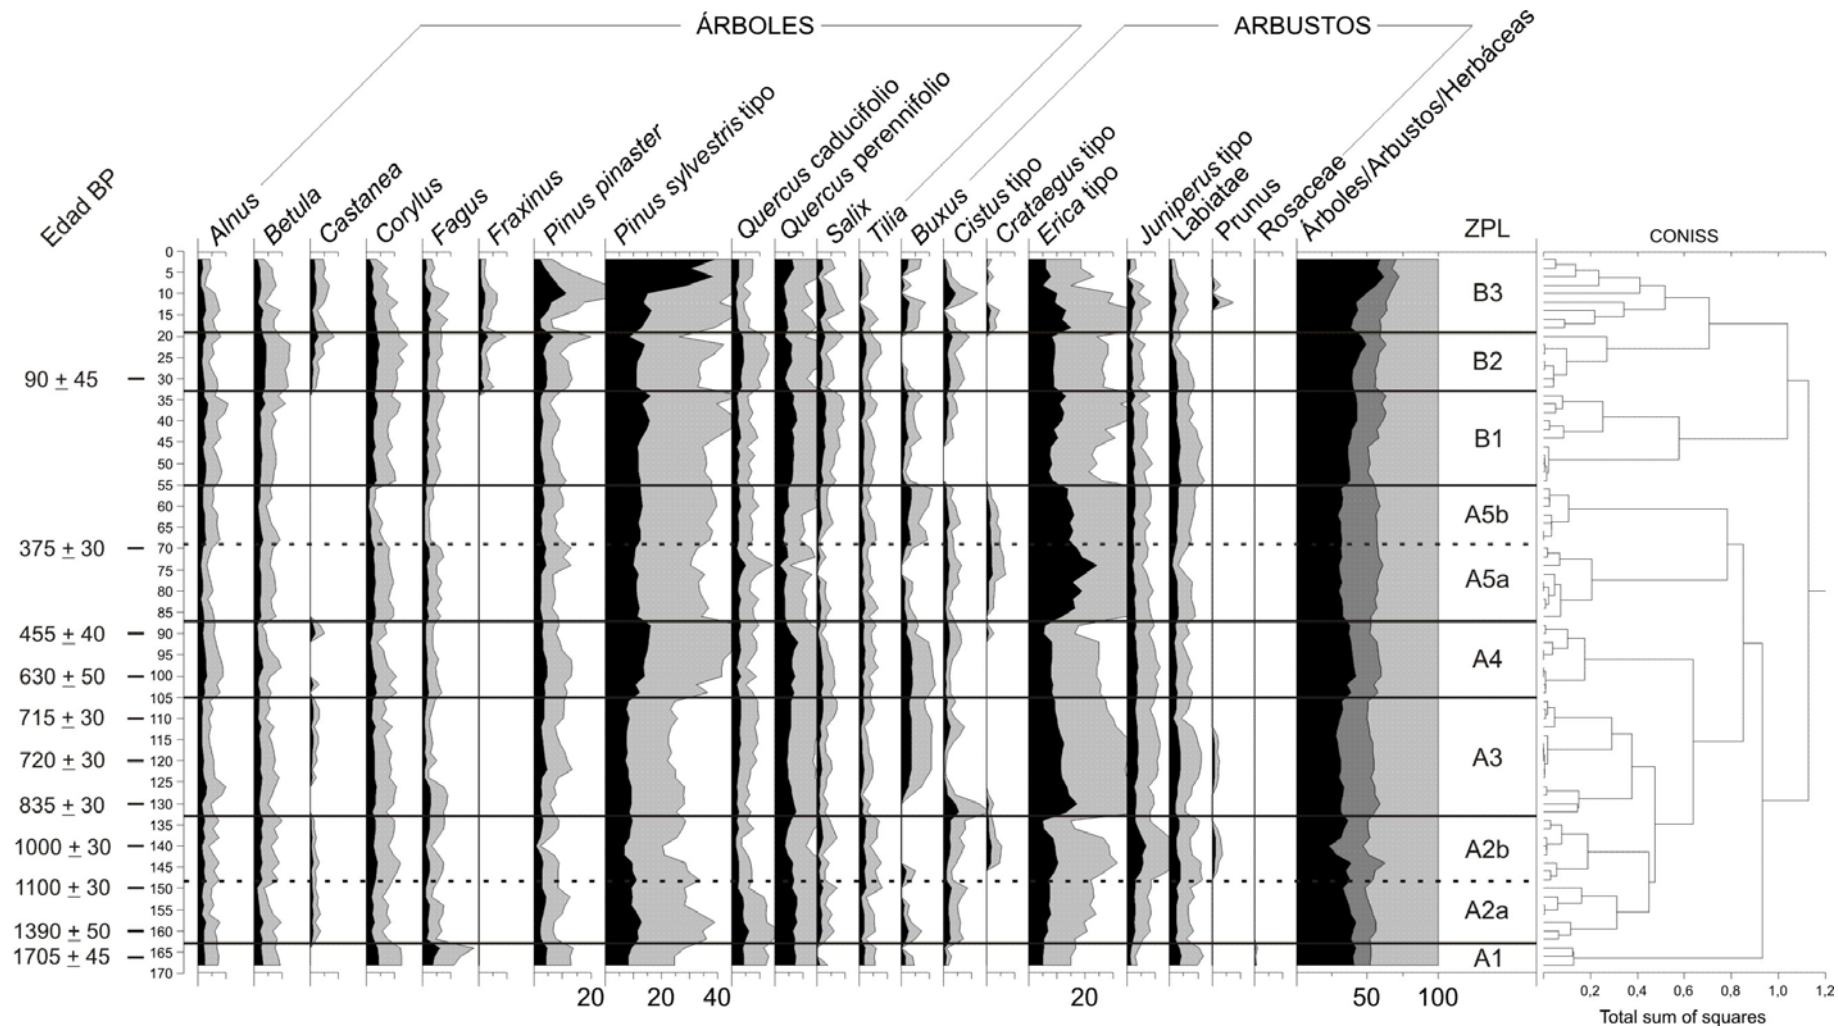 ÁRBOLES
ARBUSTOS
Edad BP
Alnus
Betula
Castanea
Corylus
Fagus
Fraxinus
Pinus pinaster
Pinus sylvestris tipo
Quercus caducifolio
Quercus perennifolio
Salix
Tilia
Buxus
Cistus tipo
Crataegus tipo
Erica tipo
Juniperus tipo
Labiatae
Prunus
Rosaceae
Árboles/Arbustos/Herbáceas
ZPL
CONISS
0
5
10
B3
15
20
25
B2
90 ± 45
30
35
40
B1
45
50
55
60
A5b
65
375 ± 30
70
75
A5a
80
85
455 ± 40
90
95
A4
630 ± 50
100
105
715 ± 30
110
115
A3
720 ± 30
120
125
835 ± 30
130
135
1000 ± 30
140
A2b
145
1100 ± 30
150
155
A2a
1390 ± 50
160
1705 ± 45
165
A1
170
20
20
40
20
50
100
0,2
0,4
0,6
0,8
1,0
1,2
Total sum of squares